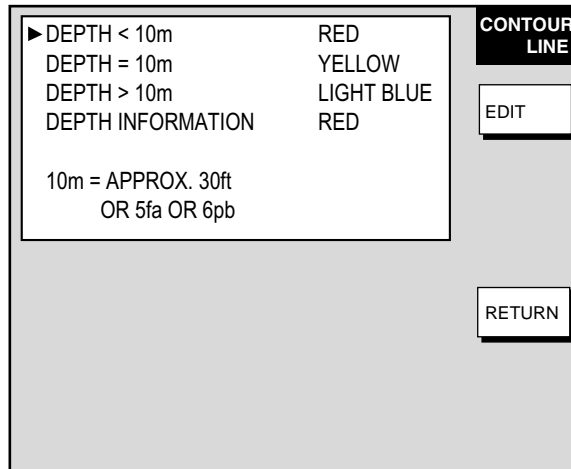 ►DEPTH < 10m RED
DEPTH = 10m YELLOW
DEPTH > 10m LIGHT BLUE
DEPTH INFORMATION RED
10m = APPROX. 30ft
OR 5fa OR 6pb
CONTOUR
LINE
EDIT
RETURN